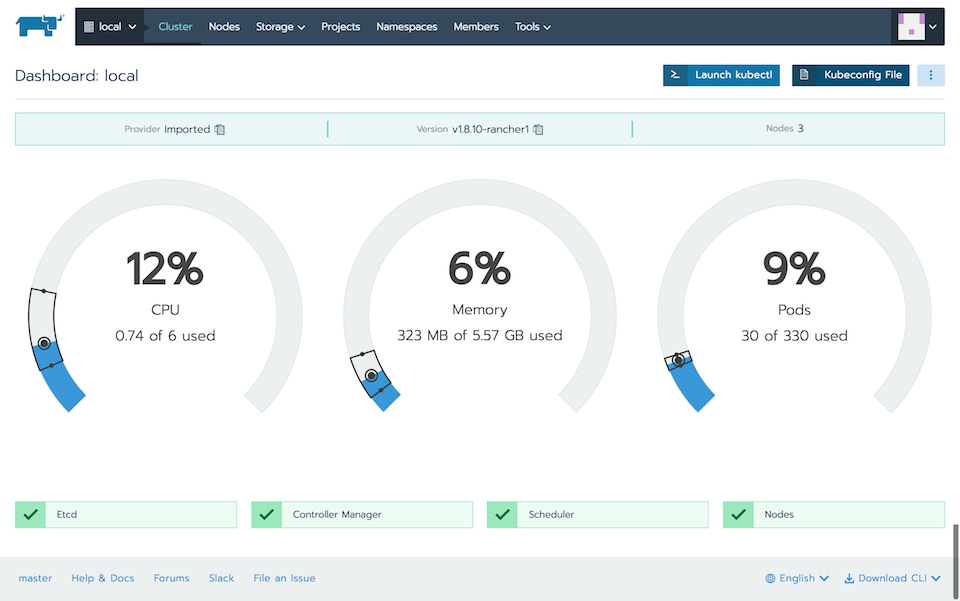 local Cluster Nodes Storage Projects Namespaces Members Tools
Dashboard: local
Launch kubectl
Kubeconfig File
Provider Imported
Version v1.8.10-rancher1
Nodes 3
12%
CPU
0.74 of 6 used
6%
Memory
323 MB of 5.57 GB used
9%
Pods
30 of 330 used
Etcd
Controller Manager
Scheduler
Nodes
master Help & Docs Forums Slack File an Issue
English Download CLI